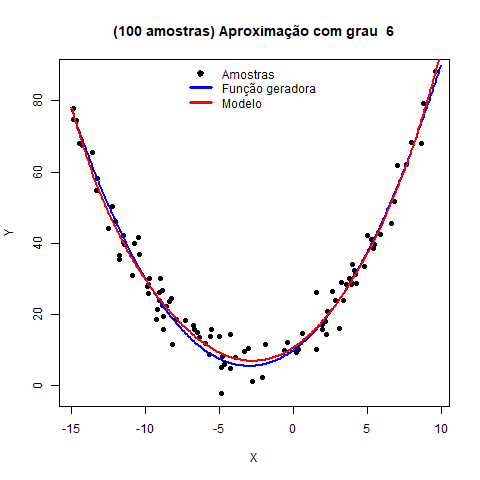 (100 amostras) Aproximação com grau  6
Amostras
Função geradora
Modelo
80
60
40
20
0
Y
-15 -10 -5 0 5 10
X